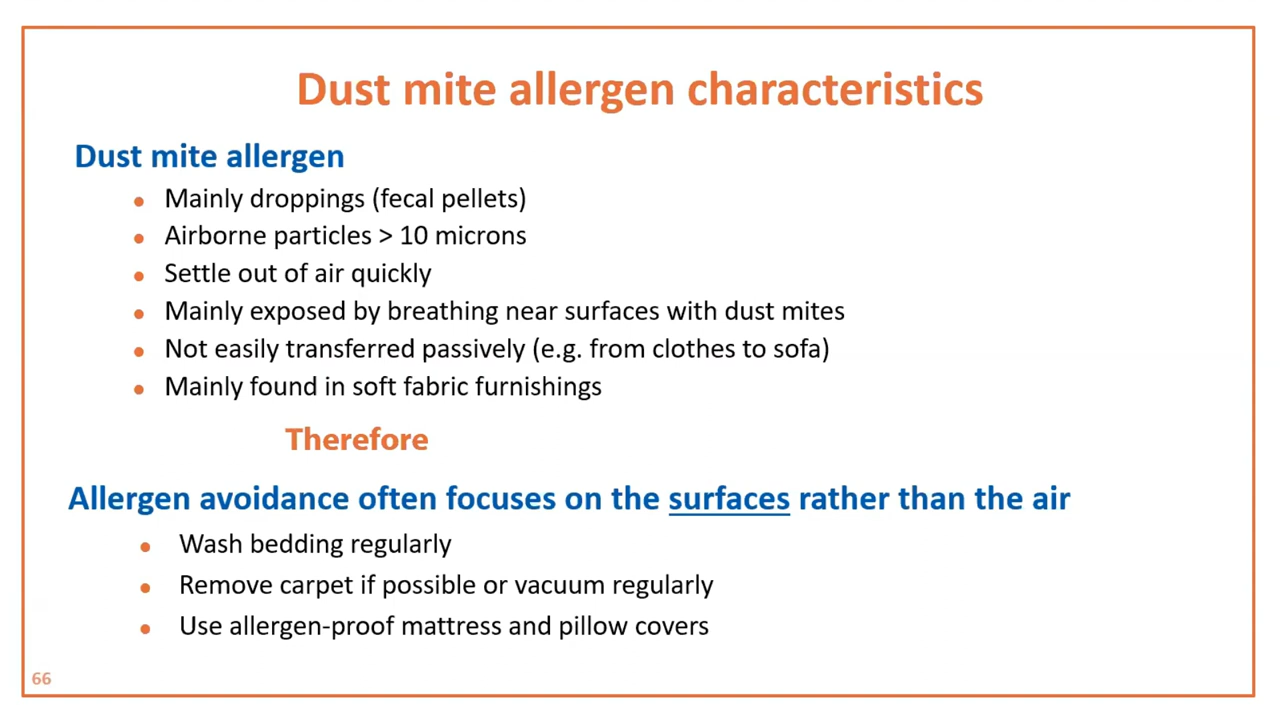 Dust mite allergen characteristics
Dust mite allergen
• Mainly droppings (fecal pellets)
• Airborne particles > 10 microns
• Settle out of air quickly
• Mainly exposed by breathing near surfaces with dust mites
• Not easily transferred passively (e.g. from clothes to sofa)
• Mainly found in soft fabric furnishings
Therefore
Allergen avoidance often focuses on the surfaces rather than the air
• Wash bedding regularly
• Remove carpet if possible or vacuum regularly
• Use allergen-proof mattress and pillow covers
66